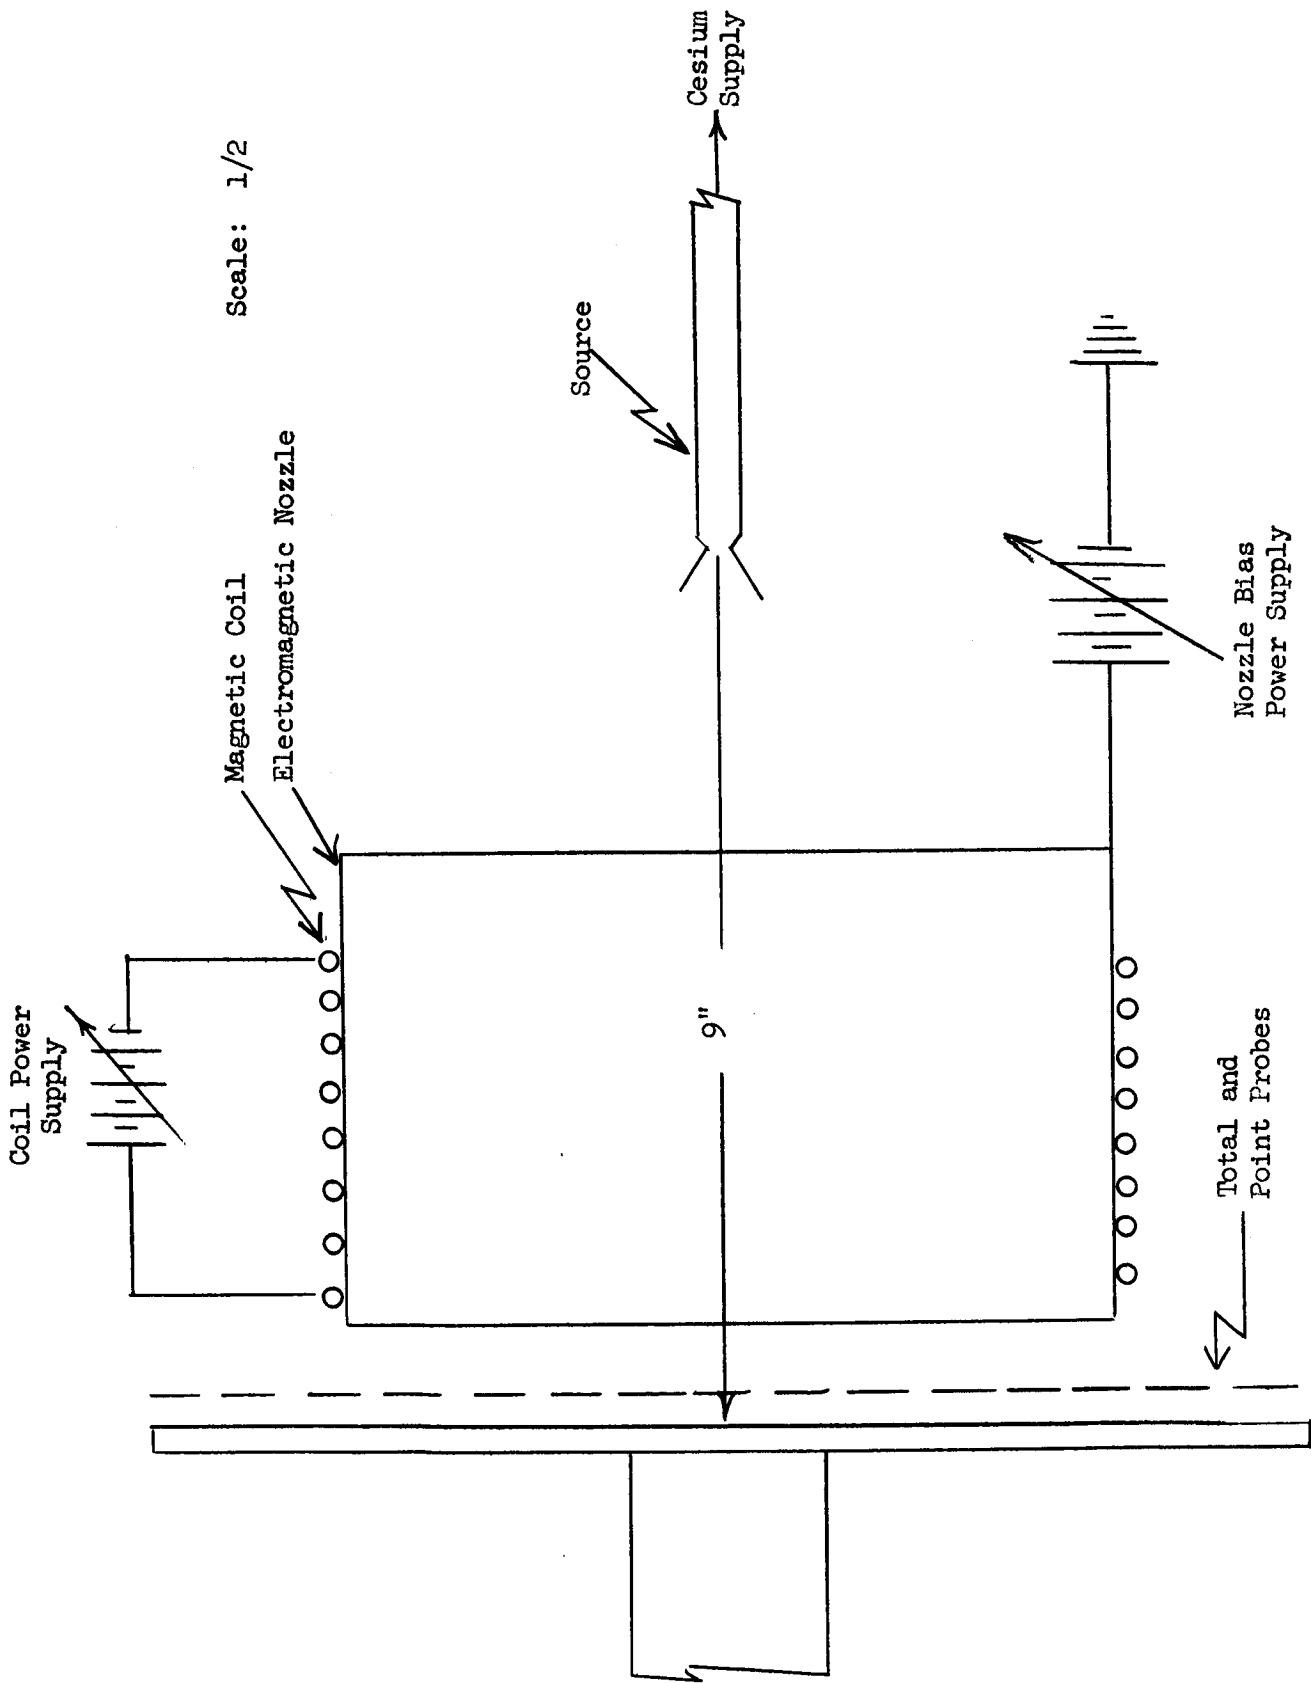 Coil Power
Supply
Magnetic Coil
Electromagnetic Nozzle
Scale: 1/2
Source
Cesium
Supply
9"
Nozzle Bias
Power Supply
Total and
Point Probes